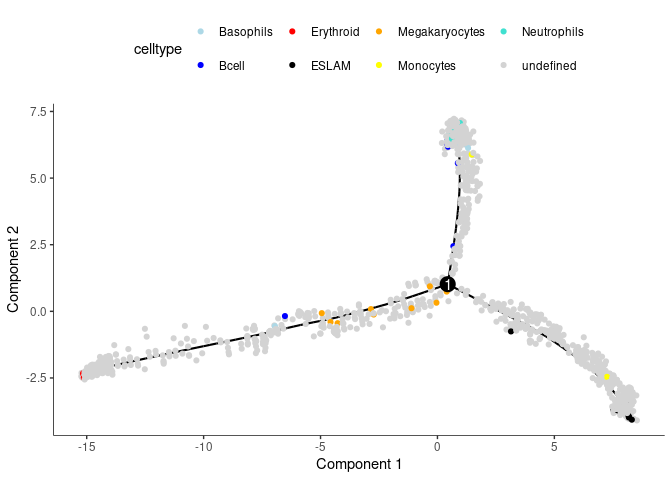 celltype
Basophils Erythroid Megakaryocytes Neutrophils
Bcell ESLAM Monocytes undefined
7.5
5.0
2.5
0.0
-2.5
Component 2
1
-15 -10 -5 0 5
Component 1